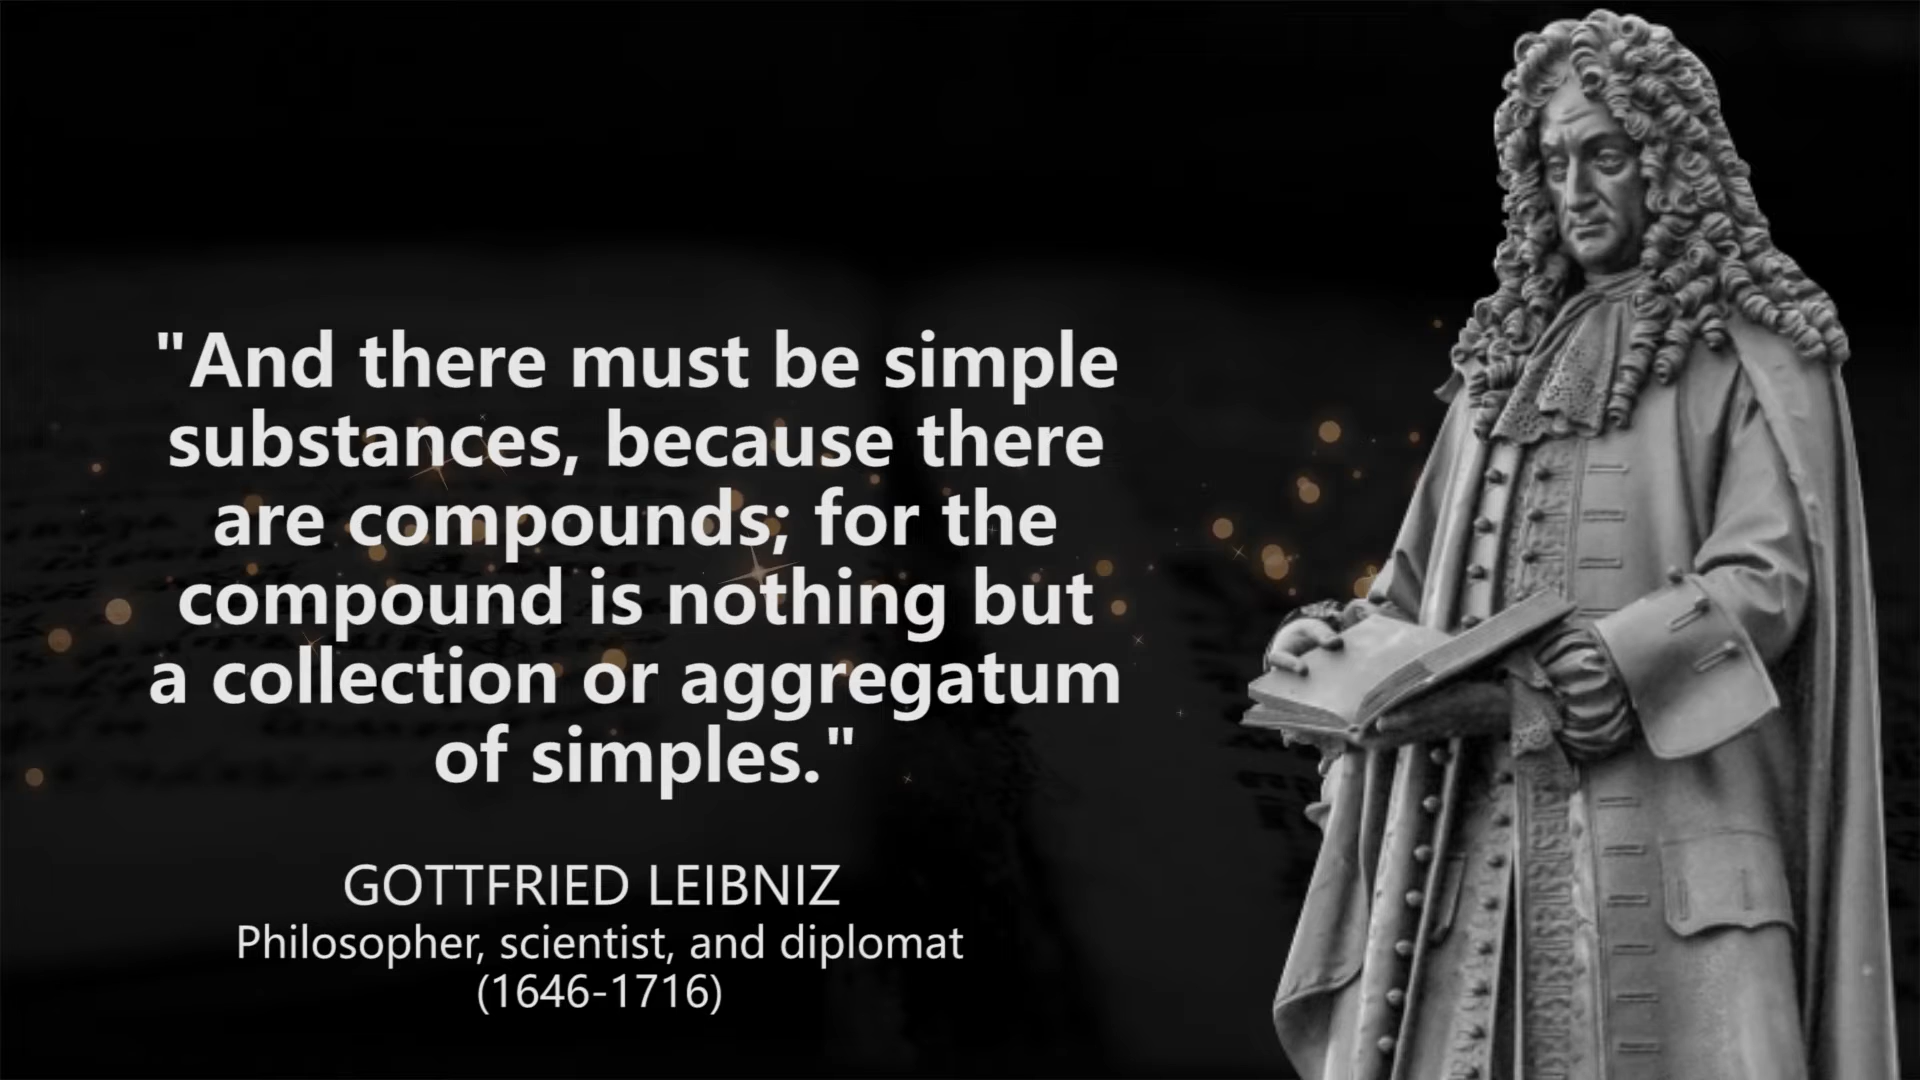 "And there must be simple
substances, because there
are compounds; for the
compound is nothing but
a collection or aggregatum
of simples."
GOTTFRIED LEIBNIZ
Philosopher, scientist, and diplomat
(1646-1716)